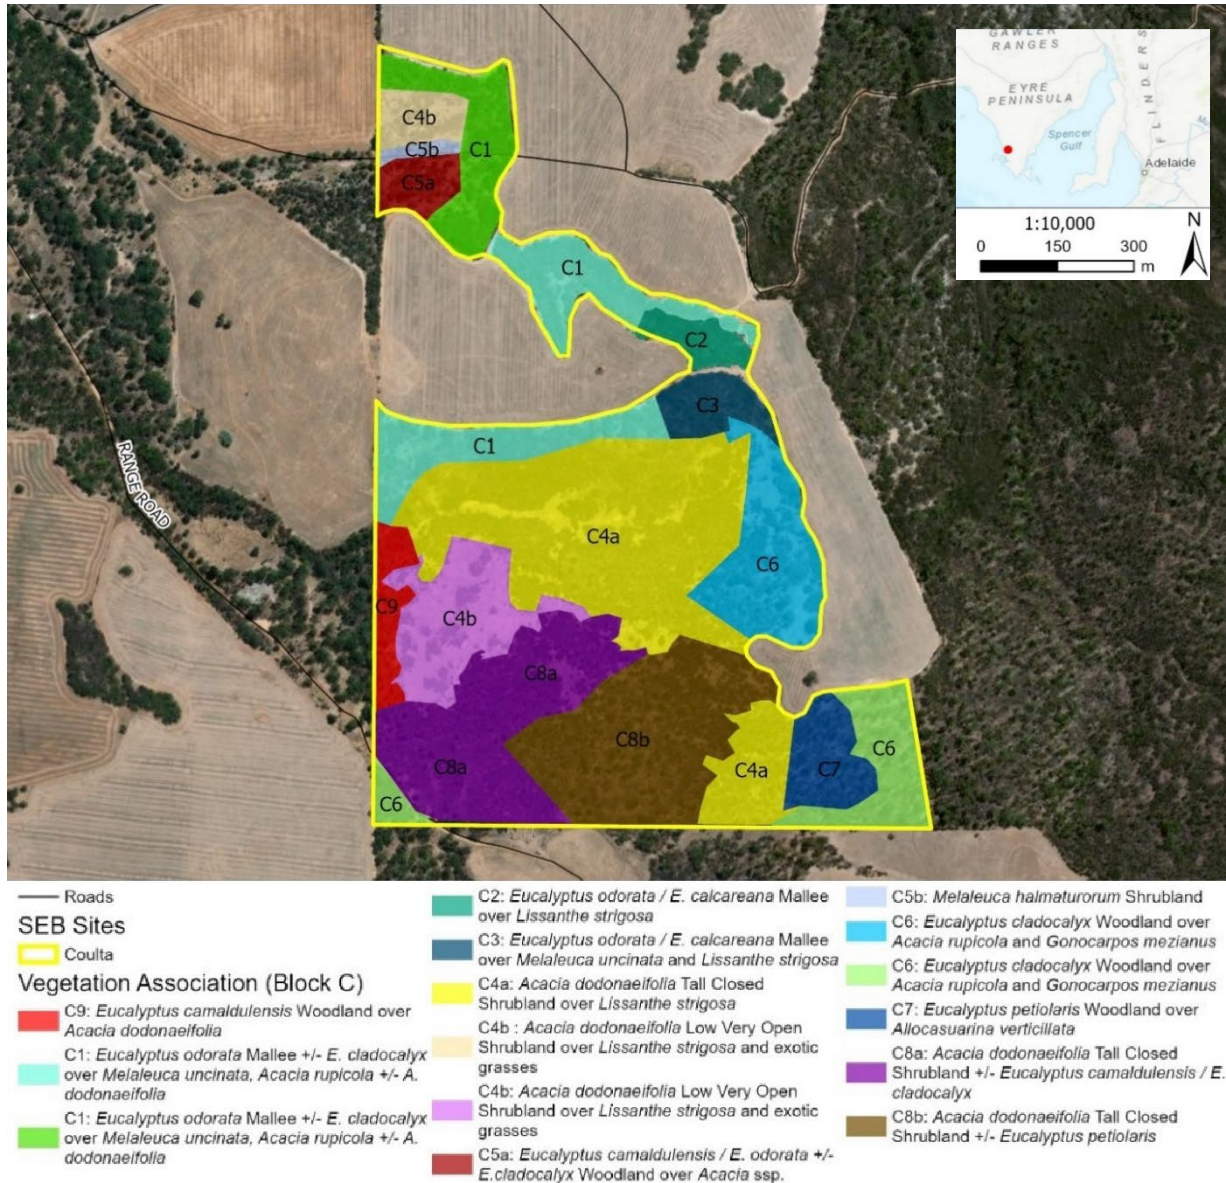 GAWLER
RANGES
EYRE
PENINSULA
Spencer
Gulf
FLINDERS
Adelaide
1:10,000
N
0 150 300
m
C4b
C5b
C1
C5a
C1
C2
C3
C1
C4a
C6
C9
C4b
C8a
C8b
C4a
C7
C6
C8a
C6
RANGE ROAD
Roads
SEB Sites
Coulta
Vegetation Association (Block C)
C9: Eucalyptus camaldulensis Woodland over
Acacia dodonaeifolia
C1: Eucalyptus odorata Mallee +/- E. cladocalyx
over Melaleuca uncinata, Acacia rupicola +/- A.
dodonaeifolia
C1: Eucalyptus odorata Mallee +/- E. cladocalyx
over Melaleuca uncinata, Acacia rupicola +/- A.
dodonaeifolia
C2: Eucalyptus odorata / E. calcareana Mallee
over Lissanthe strigosa
C3: Eucalyptus odorata / E. calcareana Mallee
over Melaleuca uncinata and Lissanthe strigosa
C4a: Acacia dodonaeifolia Tall Closed
Shrubland over Lissanthe strigosa
C4b : Acacia dodonaeifolia Low Very Open
Shrubland over Lissanthe strigosa and exotic
grasses
C4b: Acacia dodonaeifolia Low Very Open
Shrubland over Lissanthe strigosa and exotic
grasses
C5a: Eucalyptus camaldulensis / E. odorata +/-
E.cladocalyx Woodland over Acacia ssp.
C5b: Melaleuca halmaturorum Shrubland
C6: Eucalyptus cladocalyx Woodland over
Acacia rupicola and Gonocarpos mezianus
C6: Eucalyptus cladocalyx Woodland over
Acacia rupicola and Gonocarpos mezianus
C7: Eucalyptus petiolaris Woodland over
Allocasuarina verticillata
C8a: Acacia dodonaeifolia Tall Closed
Shrubland +/- Eucalyptus camaldulensis / E.
cladocalyx
C8b: Acacia dodonaeifolia Tall Closed
Shrubland +/- Eucalyptus petiolaris